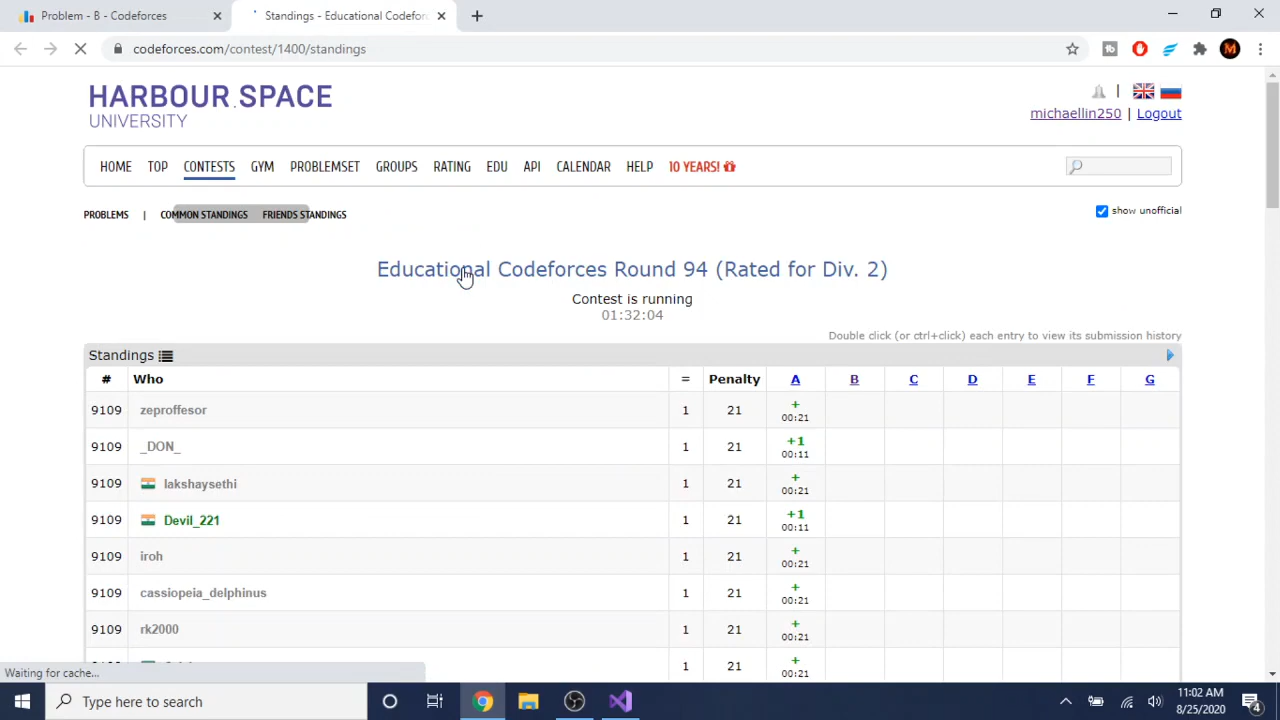 Problem - B - Codeforces
Standings - Educational Codeforc
codeforces.com/contest/1400/standings
M
HARBOUR.SPACE
UNIVERSITY
|
michaellin250 | Logout
HOME TOP CONTESTS GYM PROBLEMSET GROUPS RATING EDU API CALENDAR HELP 10 YEARS!
PROBLEMS | COMMON STANDINGS FRIENDS STANDINGS
show unofficial
Educational Codeforces Round 94 (Rated for Div. 2)
Contest is running
01:32:04
Double click (or ctrl+click) each entry to view its submission history
Standings
# Who = Penalty A B C D E F G
9109 zeproffesor 1 21 +
00:21
9109 _DON_ 1 21 +1
00:11
9109 lakshaysethi 1 21 +
00:21
9109 Devil_221 1 21 +1
00:11
9109 iroh 1 21 +
00:21
9109 cassiopeia_delphinus 1 21 +
00:21
9109 rk2000 1 21 +
00:21
9109 1 21 +
00:21
Waiting for cache...
Type here to search
11:02 AM
8/25/2020
4